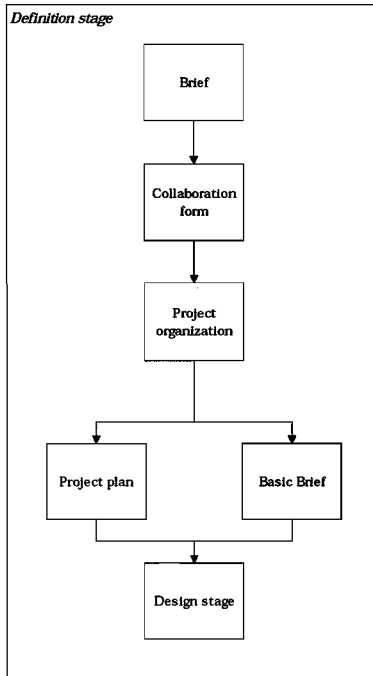 Definition stage
Brief
Collaboration
form
Project
organization
Project plan
Basic Brief
Design stage